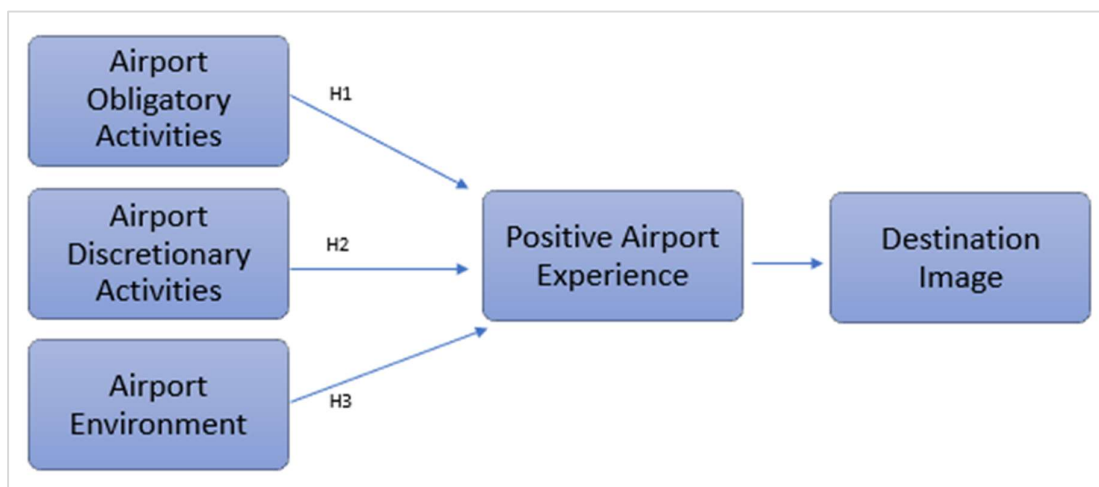 Airport
Obligatory
Activities
H1
Airport
Discretionary
Activities
H2
Airport
Environment
H3
Positive Airport
Experience
Destination
Image